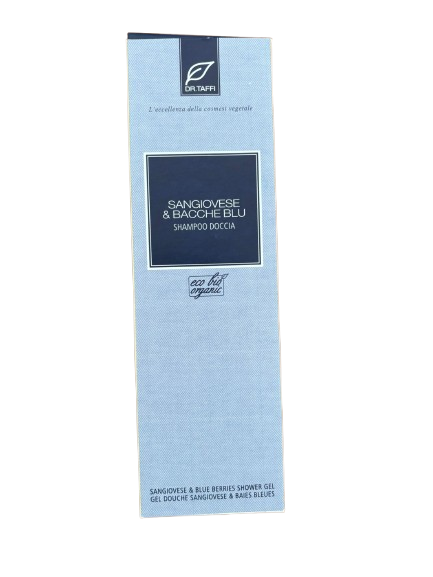 DR.TAFFI
L'eccellenza della cosmesi vegetale
SANGIOVESE
& BACCHE BLU
SHAMPOO DOCCIA
eco bio
organic
SANGIOVESE & BLUE BERRIES SHOWER GEL
GEL DOUCHE SANGIOVESE & BAIES BLEUES